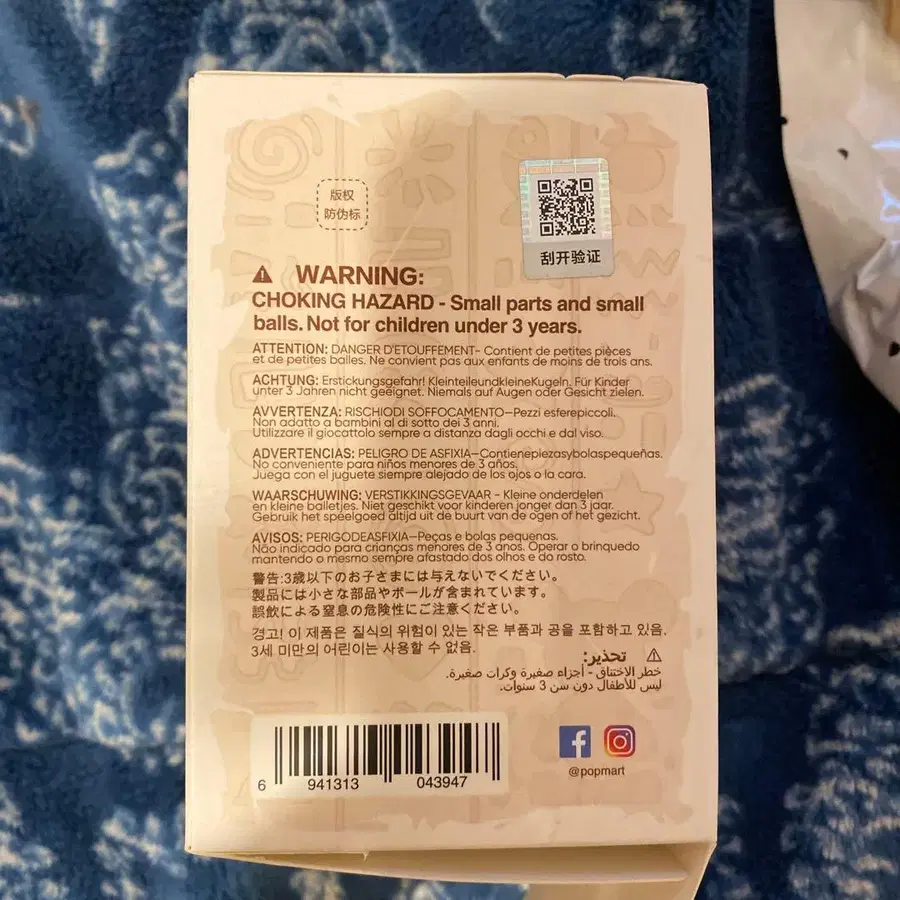 版权
防伪标
刮开验证
WARNING:
CHOKING HAZARD - Small parts and small
balls. Not for children under 3 years.
ATTENTION: DANGER D'ETOUFFEMENT- Contient de petites pièces
et de petites balles. Ne convient pas aux enfants de moins de trois ans.
ACHTUNG: Erstickungsgefahr! KleinteileundkleineKugeln. Für Kinder
unter 3 Jahren nicht geeignet. Niemals auf Augen oder Gesicht zielen.
AVVERTENZA: RISCHIODI SOFFOCAMENTO—Pezzi esferepiccoli.
Non adatto a bambini al di sotto dei 3 anni.
Utilizzare il giocattolo sempre a distanza dagli occhi e dal viso.
ADVERTENCIAS: PELIGRO DE ASFIXIA—Contienepiezasybolaspequeñas.
No conveniente para niños menores de 3 años.
Juega con el juguete siempre alejado de los ojos o la cara.
WAARSCHUWING: VERSTIKKINGSGEVAAR - Kleine onderdelen
en kleine balletjes. Niet geschikt voor kinderen jonger dan 3 jaar.
Gebruik het speelgoed altijd uit de buurt van de ogen of het gezicht.
AVISOS: PERIGODEASFIXIA—Peças e bolas pequenas.
Não indicado para crianças menores de 3 anos. Operar o brinquedo
mantendo o mesmo sempre afastado dos olhos e do rosto.
警告:3歳以下のお子さまには与えないでください。
製品には小さな部品やボールが含まれています。
誤飲による窒息の危険性にご注意ください。
경고! 이 제품은 질식의 위험이 있는 작은 부품과 공을 포함하고 있음.
3세 미만의 어린이는 사용할 수 없음.
تحذير:
خطر الاختناق - أجزاء صغيرة وكرات صغيرة.
ليس للأطفال دون سن 3 سنوات.
6 941313 043947
@popmart